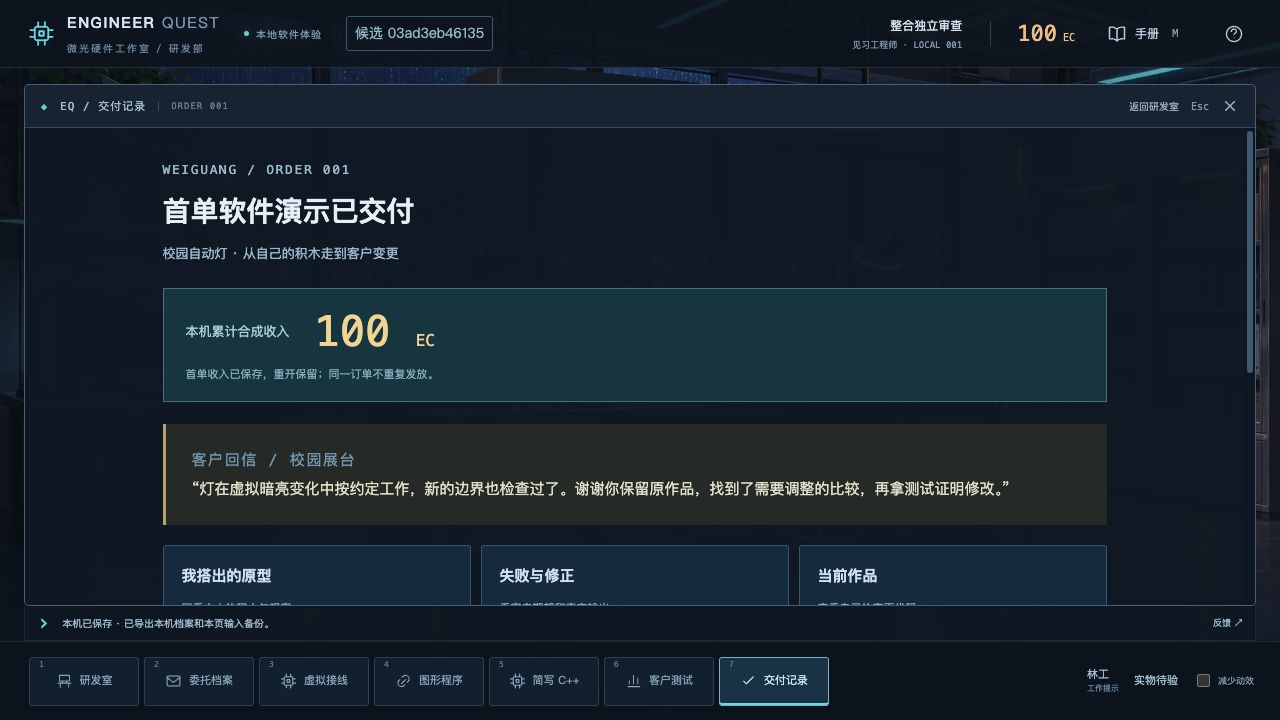 ENGINEER QUEST
微光硬件工作室 / 研发部
本地软件体验
候选 03ad3eb46135
整合独立审查
见习工程师 · LOCAL 001
100 EC
手册 M
EQ / 交付记录
ORDER 001
返回研发室 Esc
WEIGUANG / ORDER 001
首单软件演示已交付
校园自动灯 · 从自己的积木走到客户变更
本机累计合成收入 100 EC
首单收入已保存，重开保留；同一订单不重复发放。
客户回信 / 校园展台
“灯在虚拟暗亮变化中按约定工作，新的边界也检查过了。谢谢你保留原作品，找到了需要调整的比较，再拿测试证明修改。”
我搭出的原型
失败与修正
当前作品
本机已保存 · 已导出本机档案和本页输入备份。
反馈 ↗
1 研发室
2 委托档案
3 虚拟接线
4 图形程序
5 简写 C++
6 客户测试
7 交付记录
林工
工作提示
实物待验
减少动效